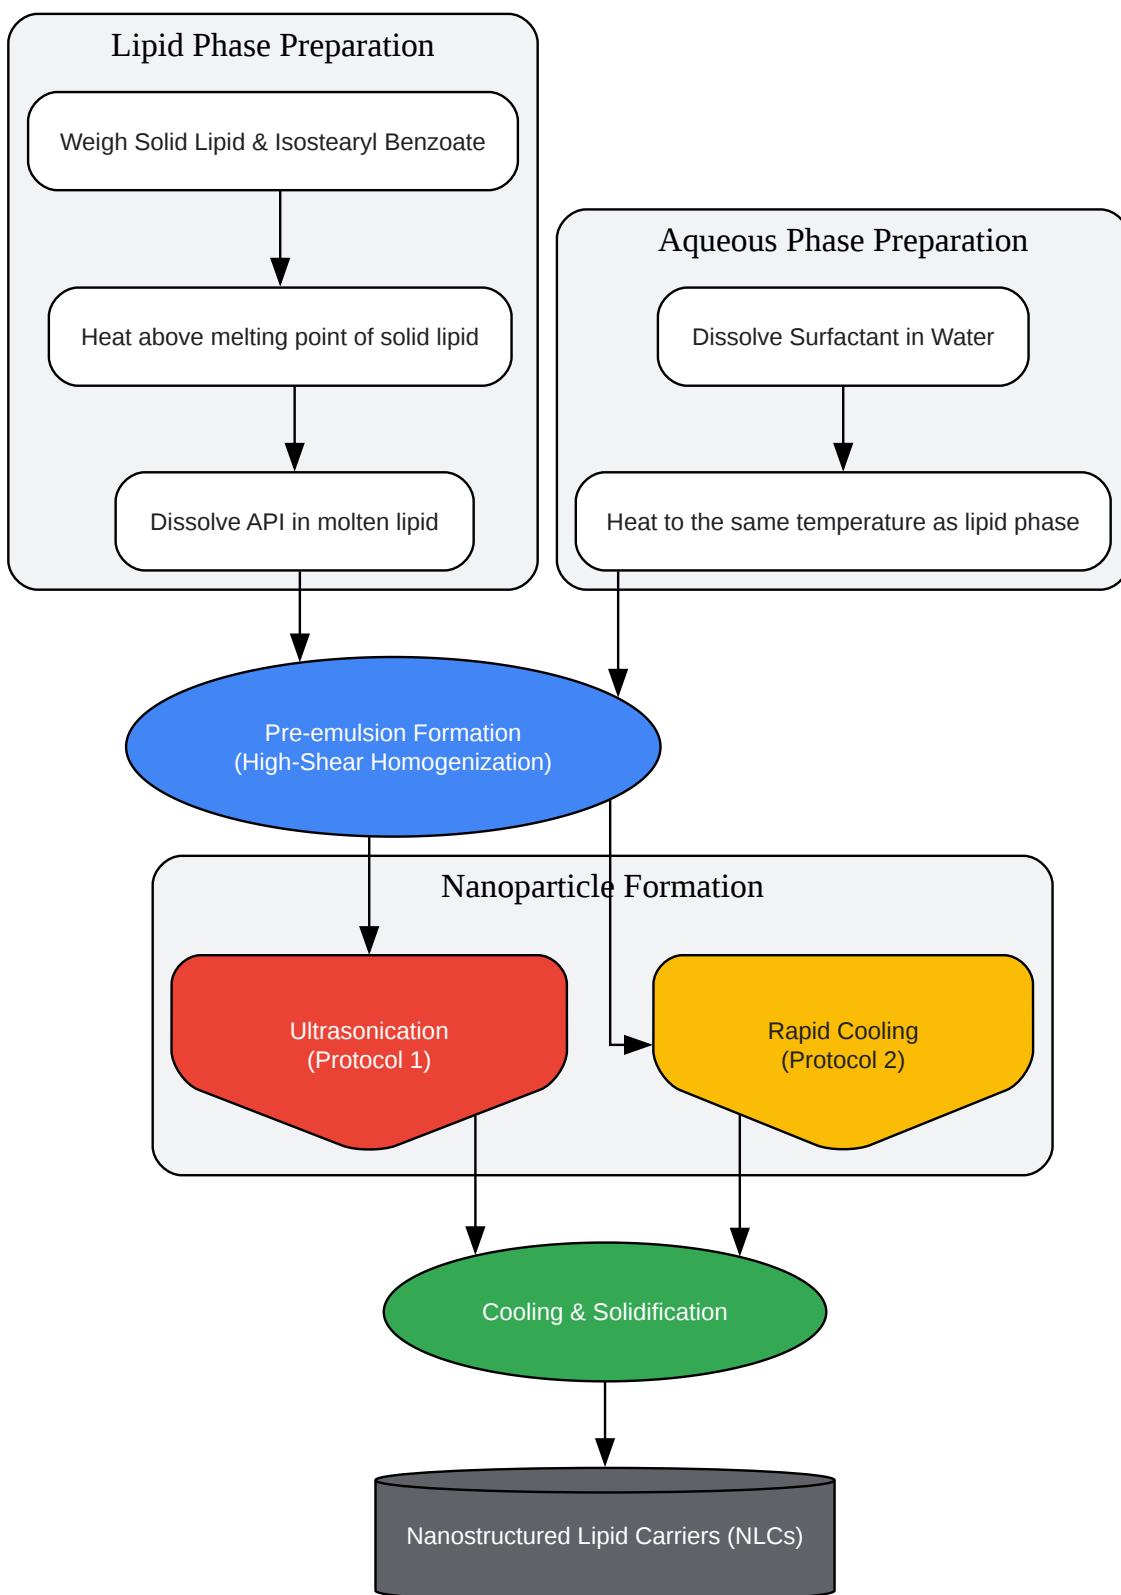 Lipid Phase Preparation
Weigh Solid Lipid & Isostearyl Benzoate
Heat above melting point of solid lipid
Dissolve API in molten lipid
Aqueous Phase Preparation
Dissolve Surfactant in Water
Heat to the same temperature as lipid phase
Pre-emulsion Formation
(High-Shear Homogenization)
Nanoparticle Formation
Ultrasonication
(Protocol 1)
Rapid Cooling
(Protocol 2)
Cooling & Solidification
Nanostructured Lipid Carriers (NLCs)